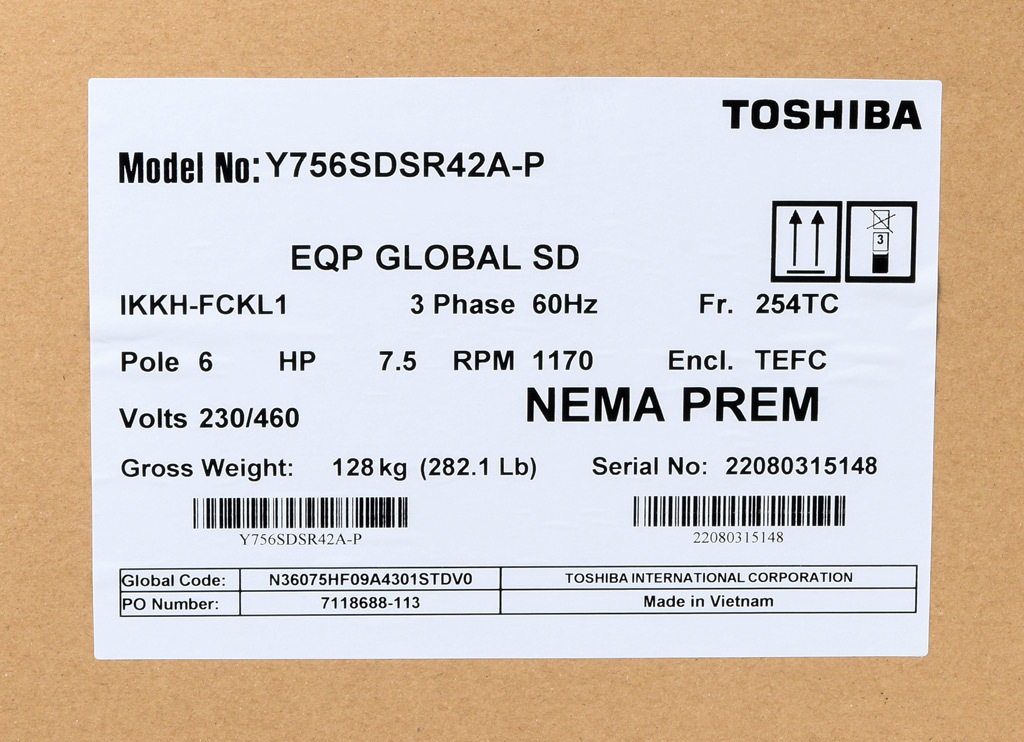 TOSHIBA
Model No: Y756SDSR42A-P
EQP GLOBAL SD
3
IKKH-FCKL1 3 Phase 60Hz Fr. 254TC
Pole 6 HP 7.5 RPM 1170 Encl. TEFC
Volts 230/460 NEMA PREM
Gross Weight: 128 kg (282.1 Lb) Serial No: 22080315148
Y756SDSR42A-P 22080315148
Global Code: N36075HF09A4301STDV0 TOSHIBA INTERNATIONAL CORPORATION
PO Number: 7118688-113 Made in Vietnam